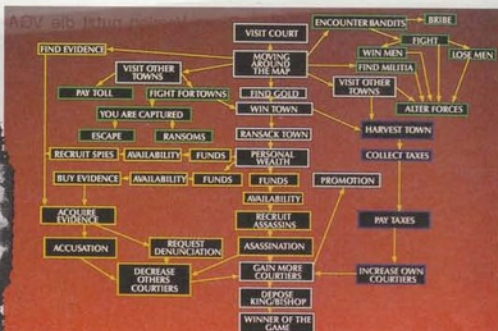 VISIT COURT
ENCOUNTER BANDITS
BRIBE
FIGHT
FIND EVIDENCE
MOVING
AROUND
THE MAP
WIN MEN
LOSE MEN
VISIT OTHER
TOWNS
FIND MILITIA
VISIT OTHER
TOWNS
PAY TOLL
FIGHT FOR TOWNS
FIND GOLD
WIN TOWN
ALTER FORCES
YOU ARE CAPTURED
HARVEST TOWN
ESCAPE
RANSOMS
RANSACK TOWN
COLLECT TAXES
RECRUIT SPIES
AVAILABILITY
FUNDS
PERSONAL
WEALTH
BUY EVIDENCE
AVAILABILITY
FUNDS
FUNDS
PROMOTION
AVAILABILITY
ACQUIRE
EVIDENCE
RECRUIT
ASSASSINS
PAY TAXES
ACCUSATION
REQUEST
DENUNCIATION
ASASSINATION
DECREASE
OTHERS
COURTIERS
GAIN MORE
COURTIERS
INCREASE OWN
COURTIERS
DEPOSE
KING/BISHOP
WINNER OF THE
GAME